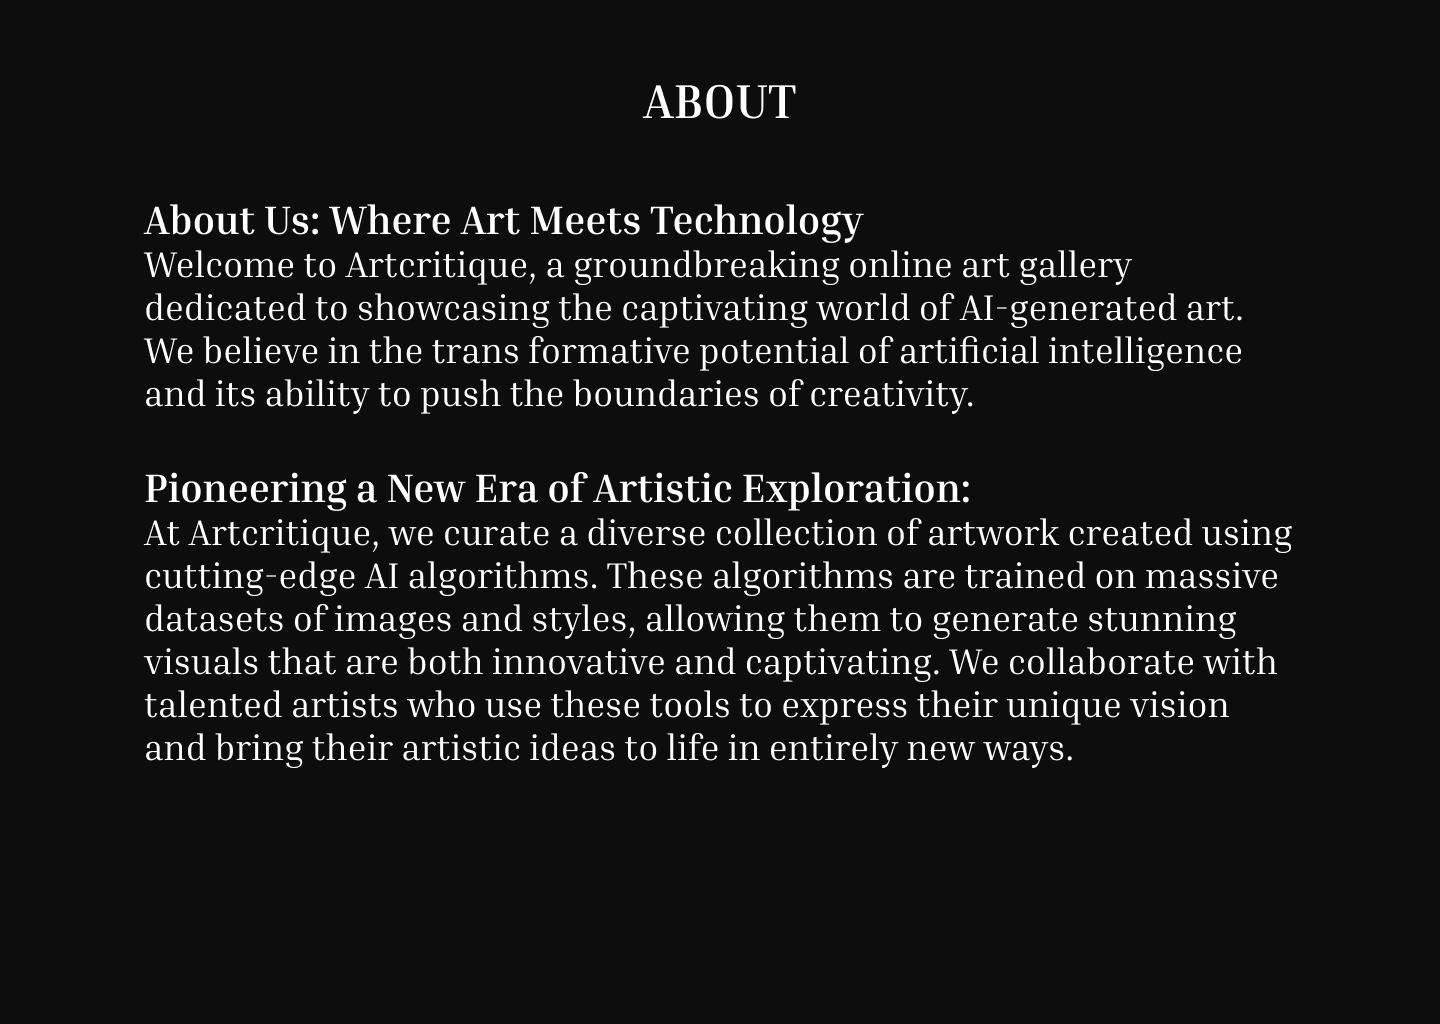 ABOUT
About Us: Where Art Meets Technology
Welcome to Artcritique, a groundbreaking online art gallery
dedicated to showcasing the captivating world of AI-generated art.
We believe in the trans formative potential of artificial intelligence
and its ability to push the boundaries of creativity.
Pioneering a New Era of Artistic Exploration:
At Artcritique, we curate a diverse collection of artwork created using
cutting-edge AI algorithms. These algorithms are trained on massive
datasets of images and styles, allowing them to generate stunning
visuals that are both innovative and captivating. We collaborate with
talented artists who use these tools to express their unique vision
and bring their artistic ideas to life in entirely new ways.